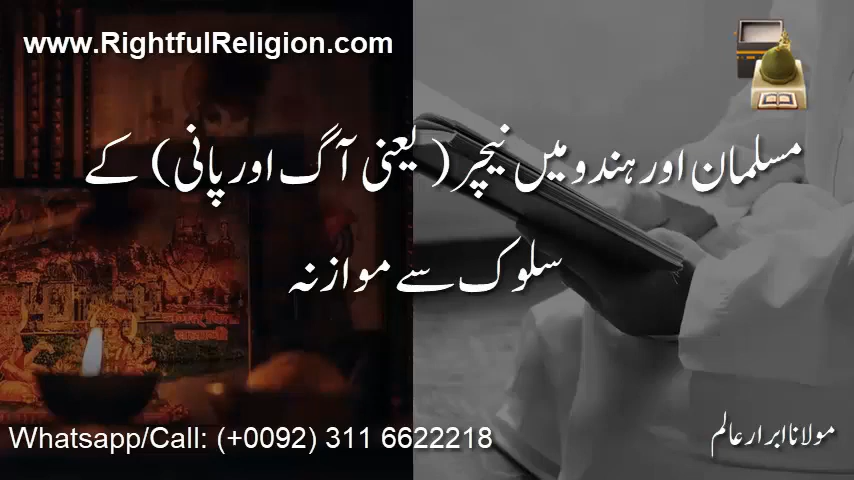 www.RightfulReligion.com
مسلمان اور ہندو میں نیچر (یعنی آگ اور پانی) کے
سلوک سے موازنہ
Whatsapp/Call: (+0092) 311 6622218
مولانا ابرار عالم